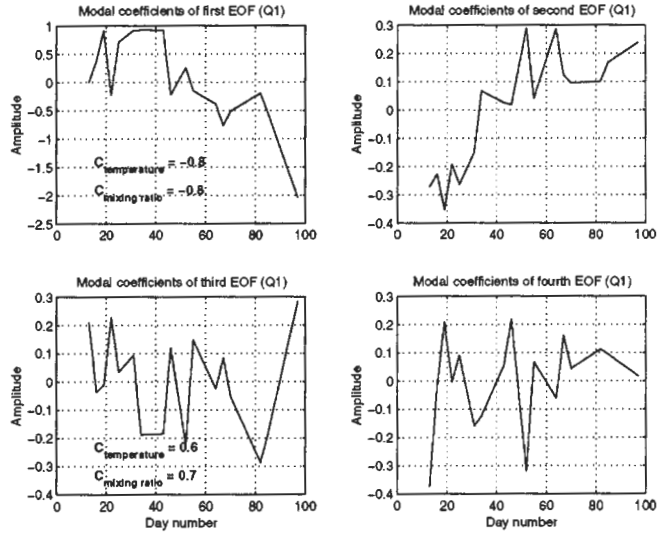 Modal coefficients of first EOF (Q1)
1
0.5
0
−0.5
−1
−1.5
−2
−2.5
Amplitude
C temperature = −0.8
C mixing ratio = −0.8
0 20 40 60 80 100
Modal coefficients of second EOF (Q1)
0.3
0.2
0.1
0
−0.1
−0.2
−0.3
−0.4
Amplitude
0 20 40 60 80 100
Modal coefficients of third EOF (Q1)
0.3
0.2
0.1
0
−0.1
−0.2
−0.3
−0.4
Amplitude
C temperature = 0.6
C mixing ratio = 0.7
0 20 40 60 80 100
Day number
Modal coefficients of fourth EOF (Q1)
0.3
0.2
0.1
0
−0.1
−0.2
−0.3
−0.4
Amplitude
0 20 40 60 80 100
Day number